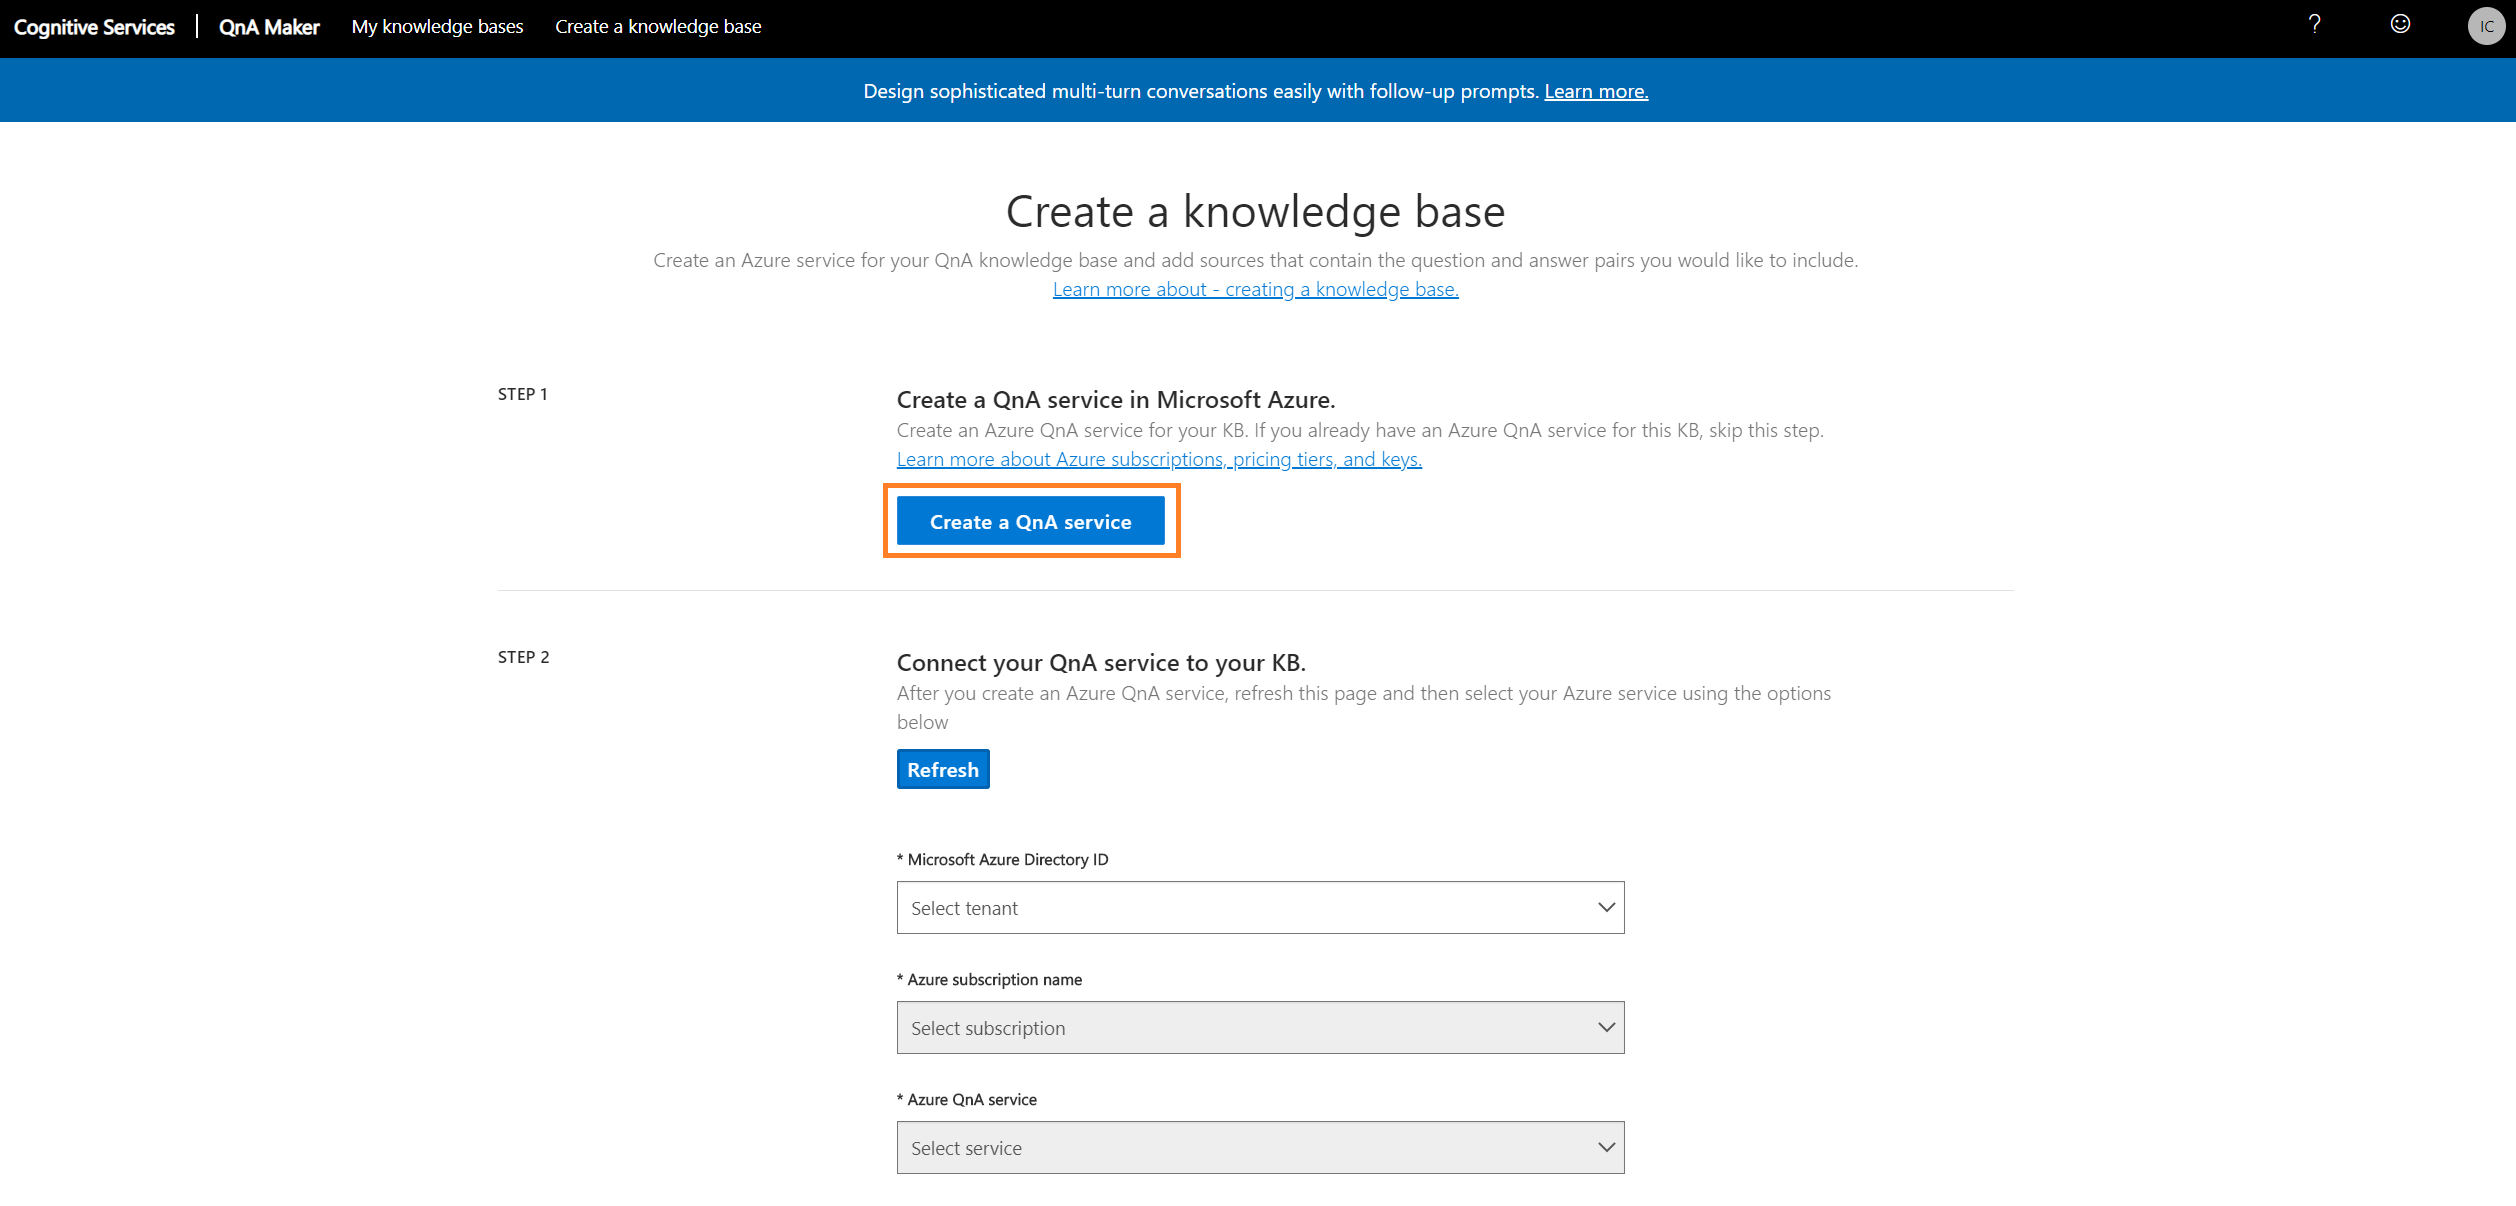 Cognitive Services | QnA Maker My knowledge bases Create a knowledge base ? IC
Design sophisticated multi-turn conversations easily with follow-up prompts. Learn more.
Create a knowledge base
Create an Azure service for your QnA knowledge base and add sources that contain the question and answer pairs you would like to include.
Learn more about - creating a knowledge base.
STEP 1
Create a QnA service in Microsoft Azure.
Create an Azure QnA service for your KB. If you already have an Azure QnA service for this KB, skip this step.
Learn more about Azure subscriptions, pricing tiers, and keys.
Create a QnA service
STEP 2
Connect your QnA service to your KB.
After you create an Azure QnA service, refresh this page and then select your Azure service using the options
below
Refresh
* Microsoft Azure Directory ID
Select tenant
* Azure subscription name
Select subscription
* Azure QnA service
Select service